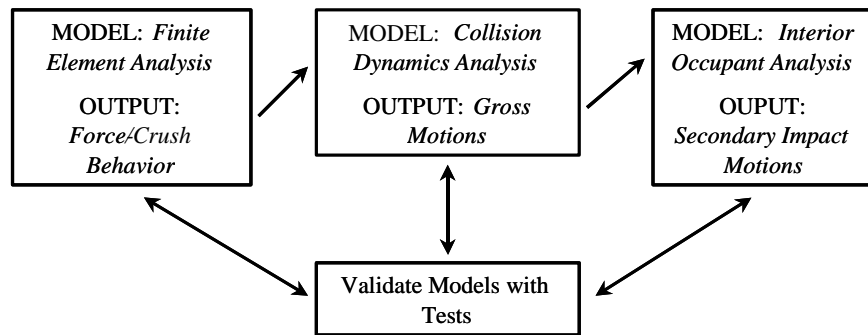 MODEL: Finite
Element Analysis
OUTPUT:
Force/Crush
Behavior
MODEL: Collision
Dynamics Analysis
OUTPUT: Gross
Motions
MODEL: Interior
Occupant Analysis
OUPUT:
Secondary Impact
Motions
Validate Models with
Tests